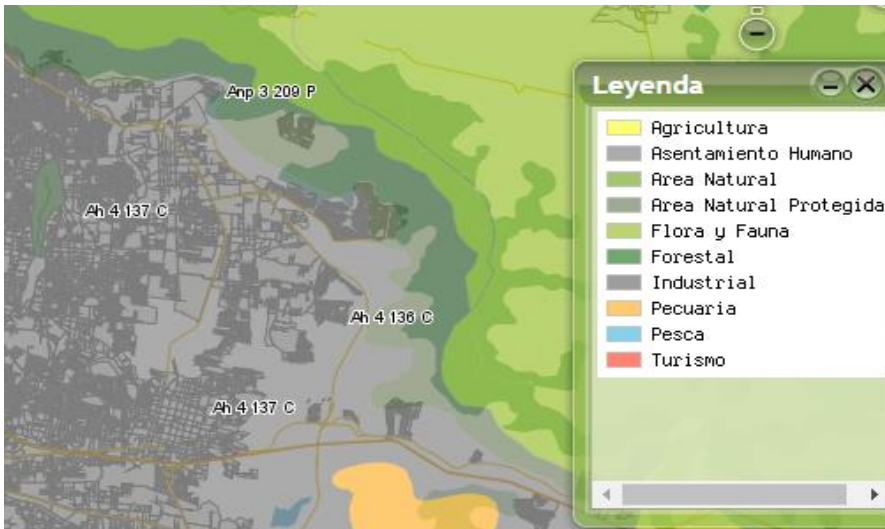 Anp 3 209 P
Ah 4 137 C
Ah 4 136 C
Ah 4 137 C
Leyenda
Agricultura
Asentamiento Humano
Area Natural
Area Natural Protegida
Flora y Fauna
Forestal
Industrial
Pecuaria
Pesca
Turismo